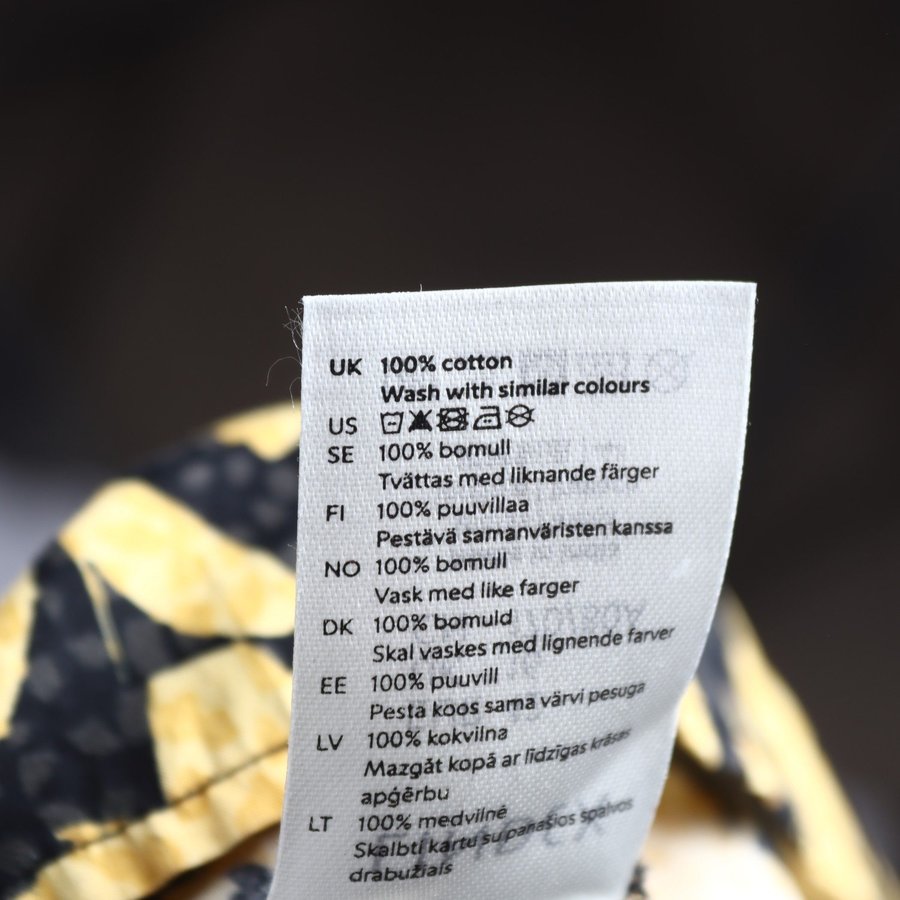 UK 100% cotton
Wash with similar colours
US
SE 100% bomull
Tvättas med liknande färger
FI 100% puuvillaa
Pestävä samanväristen kanssa
NO 100% bomull
Vask med like farger
DK 100% bomuld
Skal vaskes med lignende farver
EE 100% puuvill
Pesta koos sama värvi pesuga
LV 100% kokvilna
Mazgāt kopā ar līdzīgas krāsas
apģērbu
LT 100% medvilnė
Skalbti kartu su panašios spalvos
drabužiais